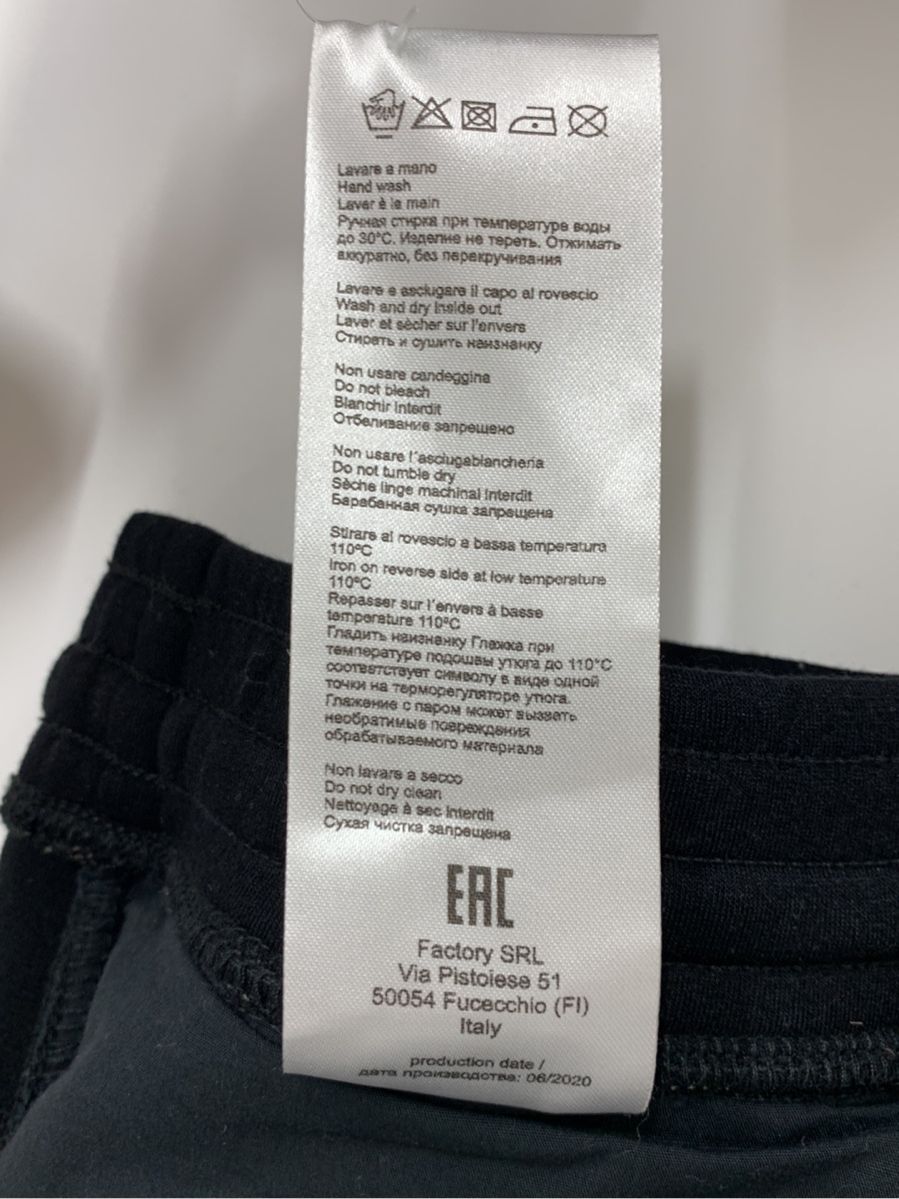 Lavare a mano
Hand wash
Laver à la main
Ручная стирка при температуре воды
до 30°C. Изделие не тереть. Отжимать
аккуратно, без перекручивания
Lavare e asciugare il capo al rovescio
Wash and dry inside out
Laver et sècher sur l'envers
Стирать и сушить наизнанку
Non usare candeggina
Do not bleach
Blanchir interdit
Отбеливание запрещено
Non usare l'asciugabiancheria
Do not tumble dry
Sèche linge machinal interdit
Барабанная сушка запрещена
Stirare al rovescio a bassa temperatura
110°C
Iron on reverse side at low temperature
110°C
Repasser sur l'envers à basse
temperature 110°C
Гладить наизнанку Глажка при
температуре подошвы утюга до 110°C
соответствует символу в виде одной
точки на терморегуляторе утюга.
Глажение с паром может вызвать
необратимые повреждения
обрабатываемого материала
Non lavare a secco
Do not dry clean
Nettoyage à sec interdit
Сухая чистка запрещена
EAC
Factory SRL
Via Pistoiese 51
50054 Fucecchio (FI)
Italy
production date /
дата производства: 06/2020